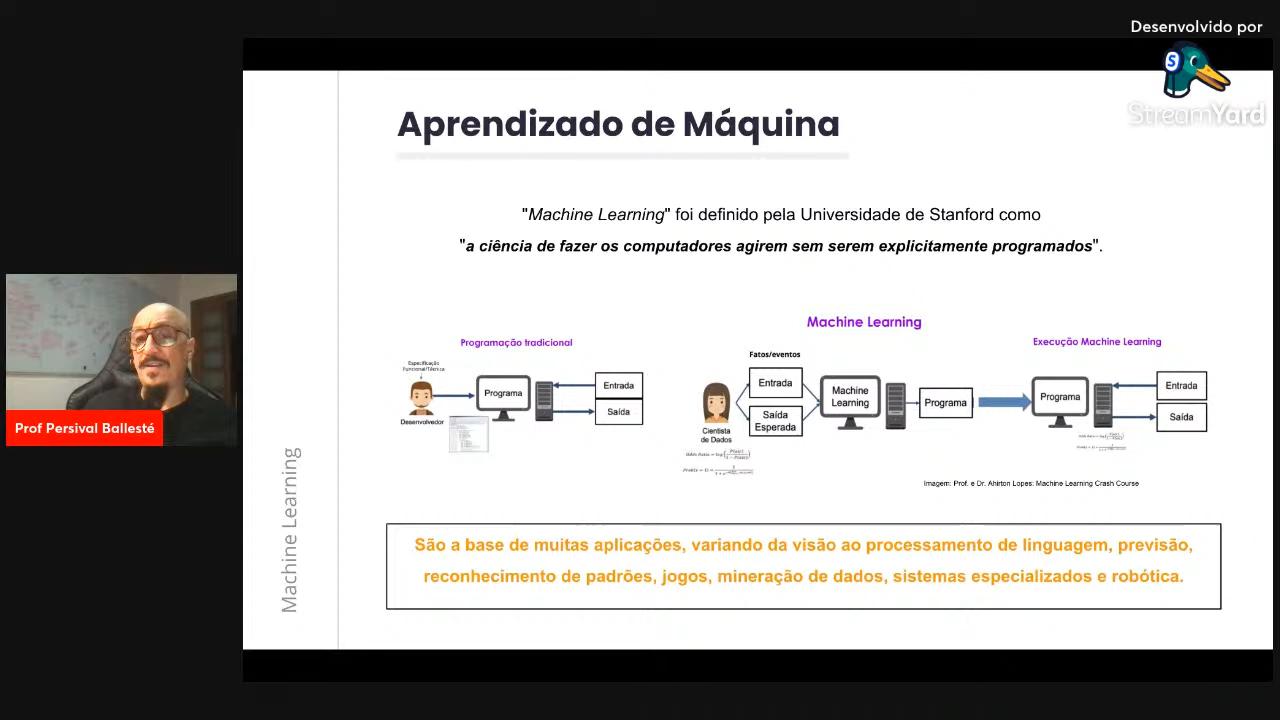 Desenvolvido por
S
StreamYard
Aprendizado de Máquina
"Machine Learning" foi definido pela Universidade de Stanford como
"a ciência de fazer os computadores agirem sem serem explicitamente programados".
Machine Learning
Programação tradicional
Especificação
Funcional/Técnica
Desenvolvedor
Programa
Entrada
Saída
Machine Learning
Fatos/eventos
Cientista
de Dados
Entrada
Saída
Esperada
Machine
Learning
Programa
Execução Machine Learning
Programa
Entrada
Saída
Imagem: Prof. e Dr. Ahirton Lopes: Machine Learning Crash Course
São a base de muitas aplicações, variando da visão ao processamento de linguagem, previsão,
reconhecimento de padrões, jogos, mineração de dados, sistemas especializados e robótica.
Prof Persival Ballesté